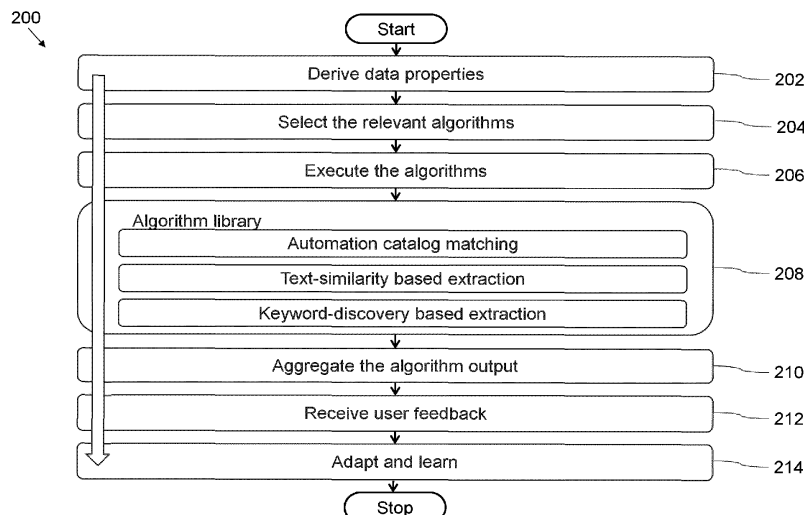 200
Start
Derive data properties
202
Select the relevant algorithms
204
Execute the algorithms
206
Algorithm library
Automation catalog matching
Text-similarity based extraction
208
Keyword-discovery based extraction
Aggregate the algorithm output
210
Receive user feedback
212
Adapt and learn
214
Stop